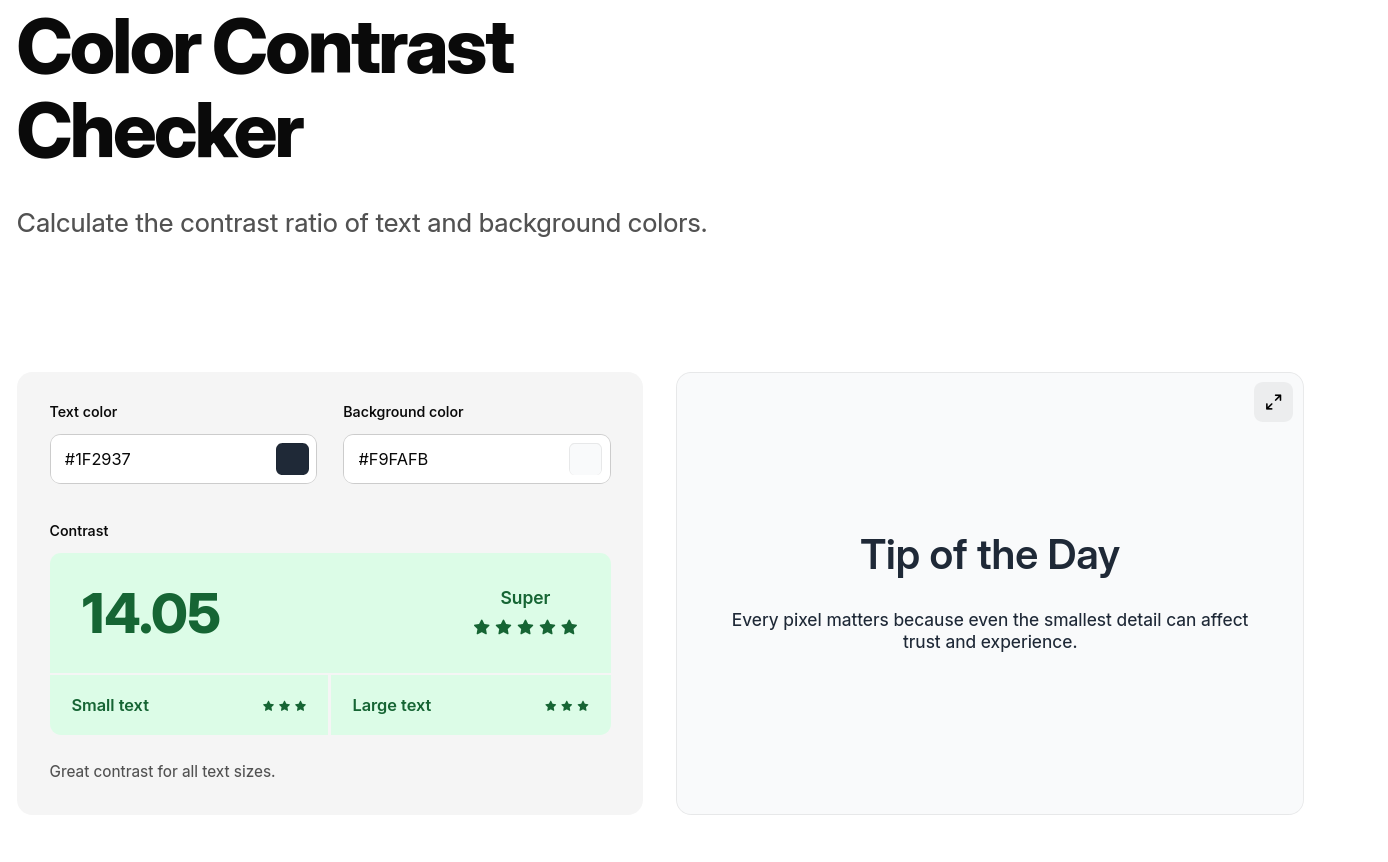 Color Contrast
Checker
Calculate the contrast ratio of text and background colors.
Text color
#1F2937
Background color
#F9FAFB
Contrast
14.05
Super
Small text
Large text
Great contrast for all text sizes.
Tip of the Day
Every pixel matters because even the smallest detail can affect
trust and experience.